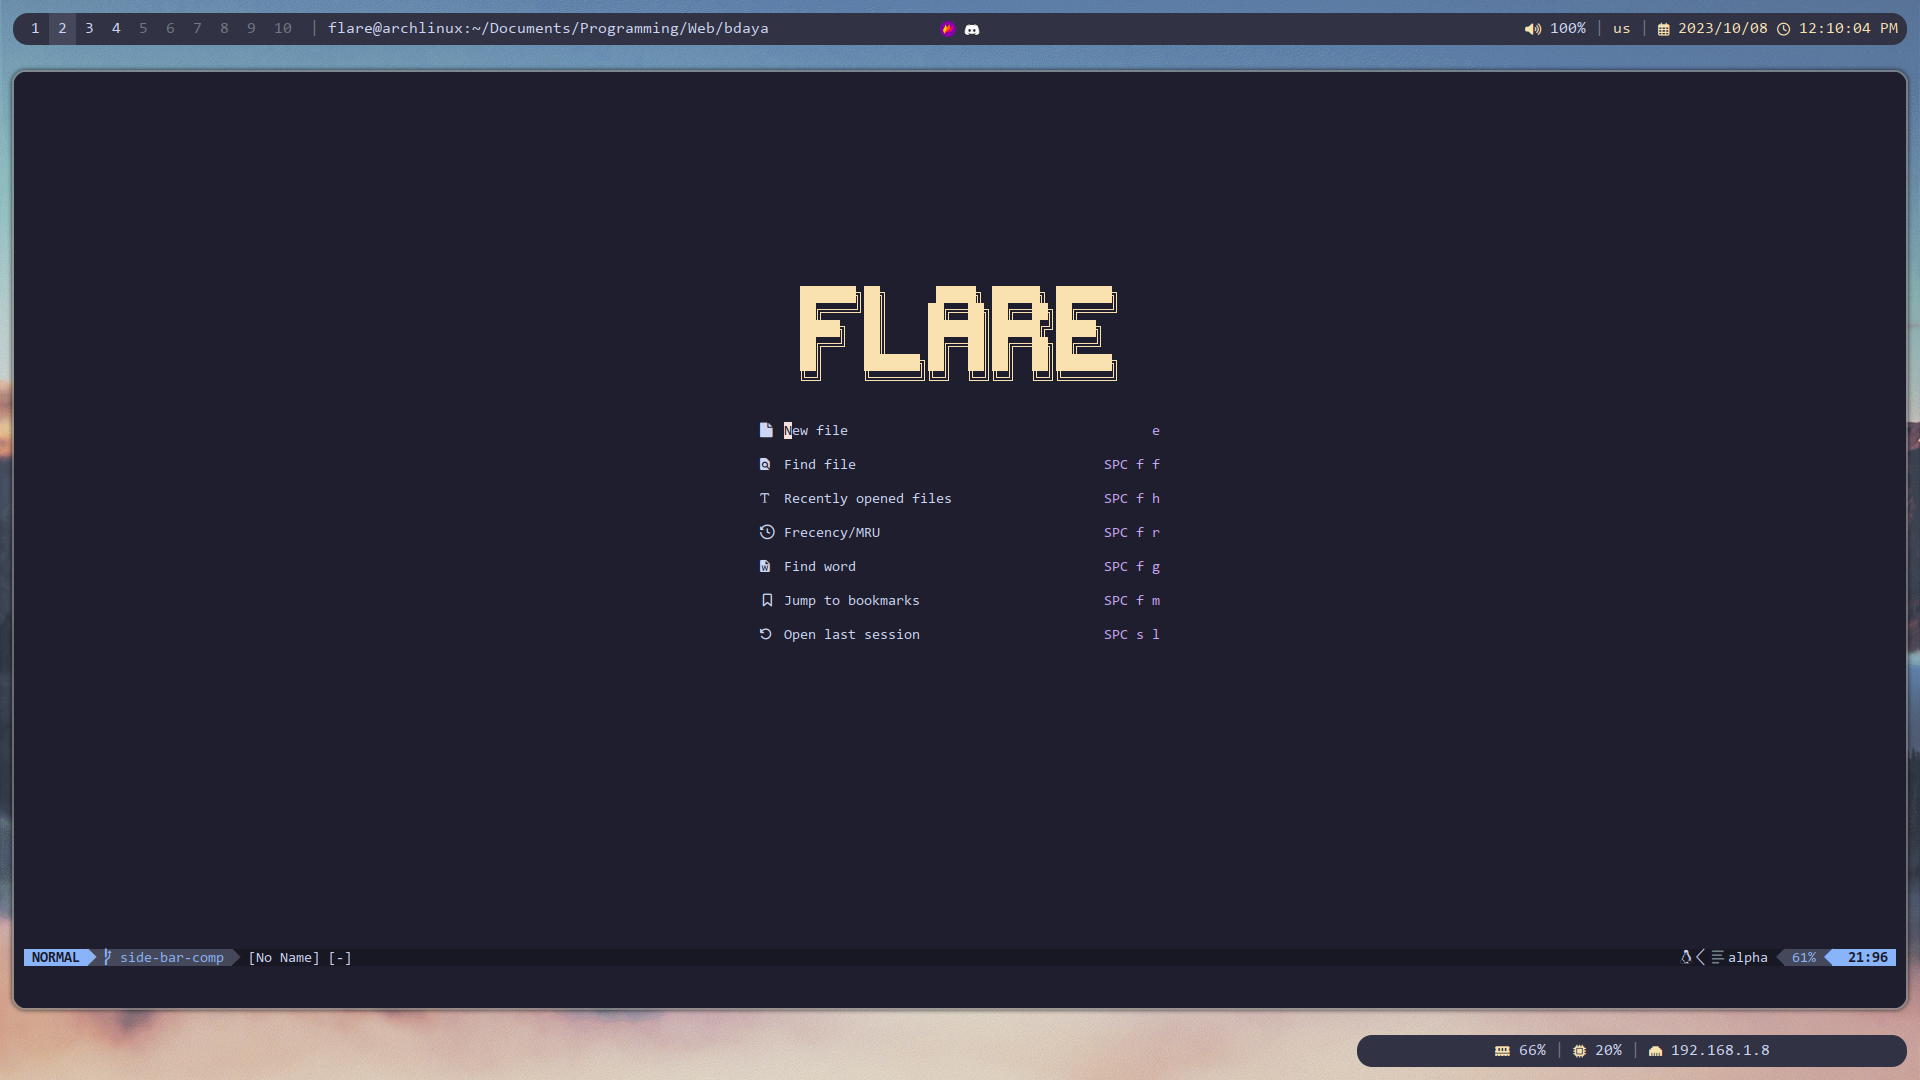 1 2 3 4 5 6 7 8 9 10 | flare@archlinux:~/Documents/Programming/Web/bdaya
100% | us | 2023/10/08 12:10:04 PM
FLARE
New file e
Find file SPC f f
Recently opened files SPC f h
Frecency/MRU SPC f r
Find word SPC f g
Jump to bookmarks SPC f m
Open last session SPC s l
NORMAL side-bar-comp [No Name] [-] alpha 61% 21:96
66% | 20% | 192.168.1.8